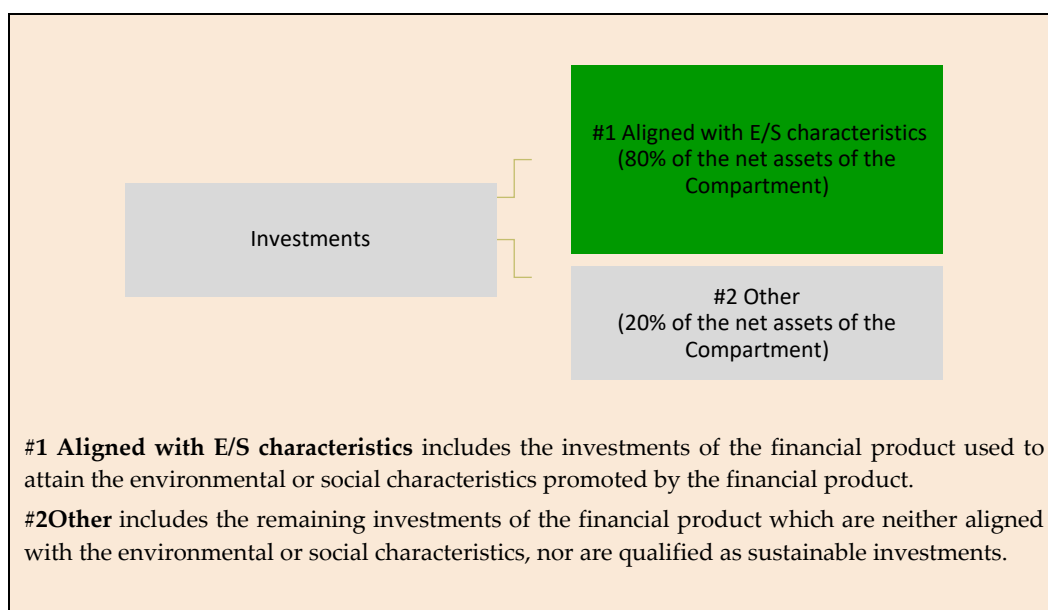 #1 Aligned with E/S characteristics
(80% of the net assets of the
Compartment)
Investments
#2 Other
(20% of the net assets of the
Compartment)
#1 Aligned with E/S characteristics includes the investments of the financial product used to
attain the environmental or social characteristics promoted by the financial product.
#2Other includes the remaining investments of the financial product which are neither aligned
with the environmental or social characteristics, nor are qualified as sustainable investments.